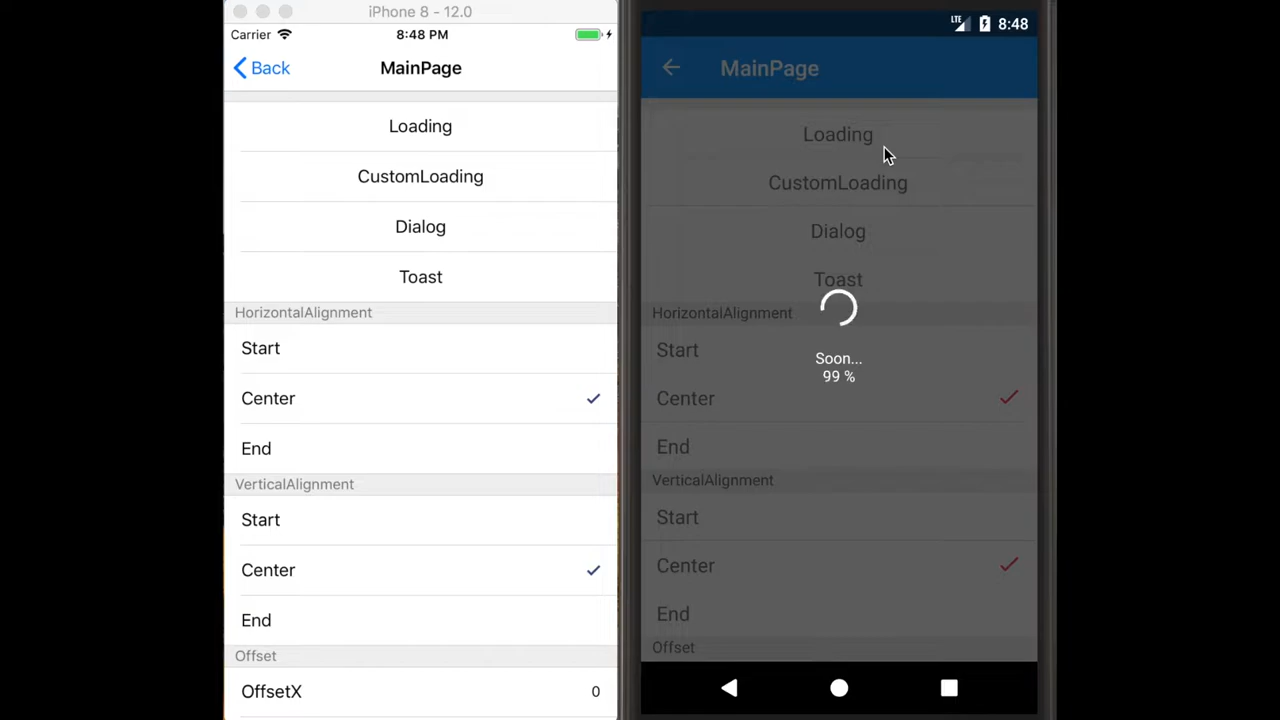 iPhone 8 - 12.0
Carrier
8:48 PM
Back
MainPage
Loading
CustomLoading
Dialog
Toast
HorizontalAlignment
Start
Center
End
VerticalAlignment
Start
Center
End
Offset
OffsetX
0
LTE
8:48
MainPage
Loading
CustomLoading
Dialog
Toast
HorizontalAlignment
Start
Soon...
99 %
Center
End
VerticalAlignment
Start
Center
End
Offset